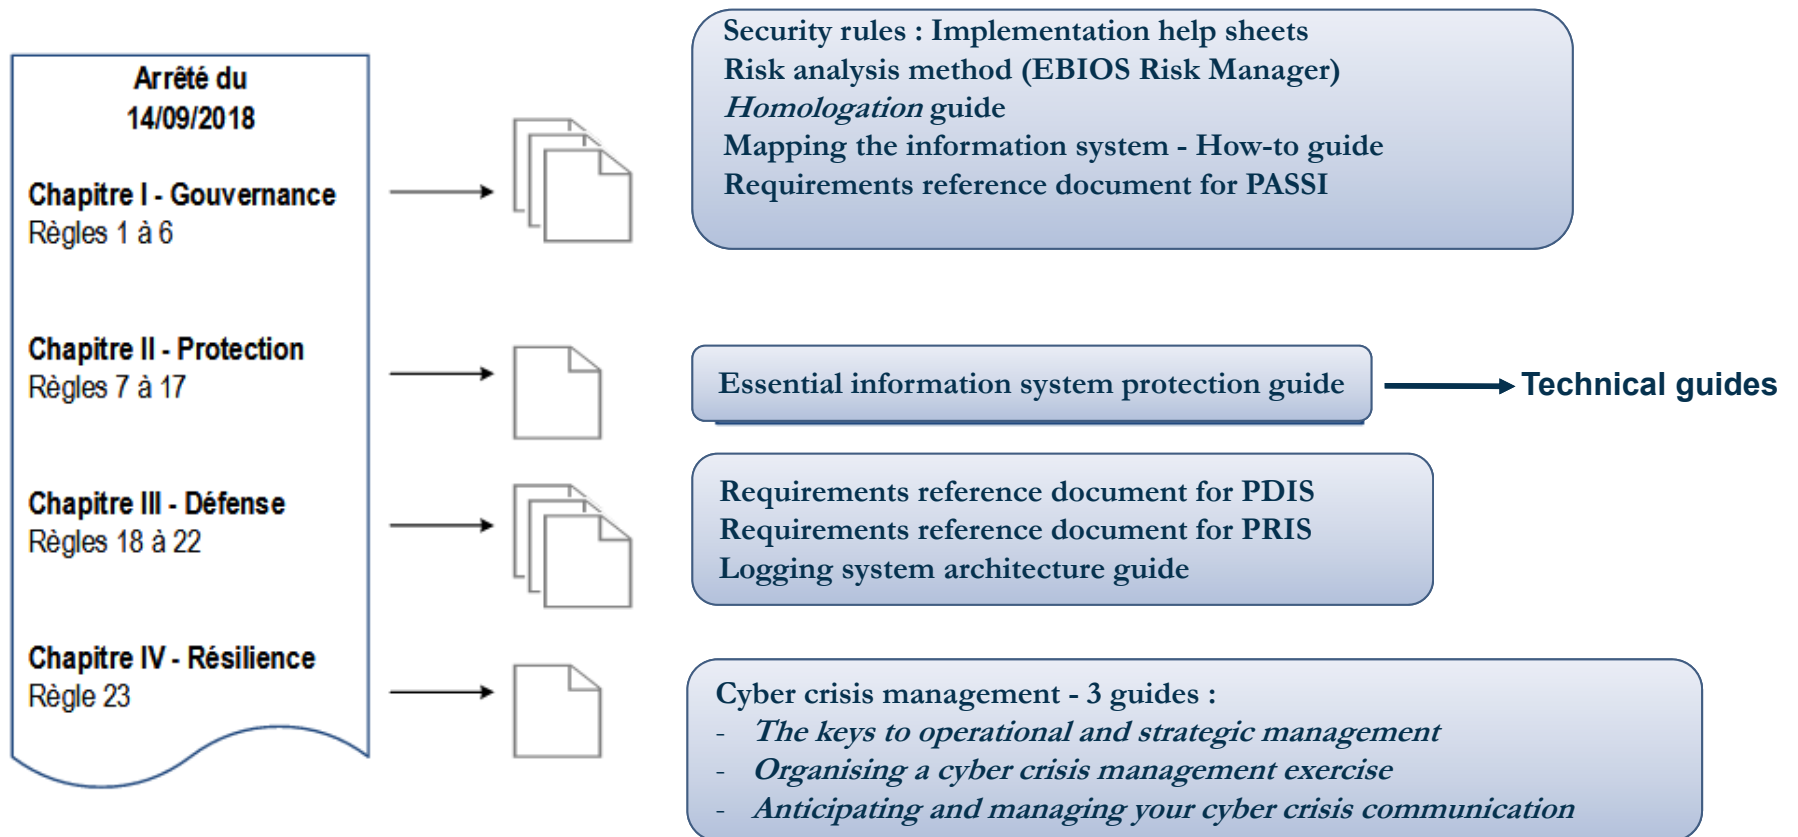 Arrêté du
14/09/2018
Chapitre I - Gouvernance
Règles 1 à 6
Security rules : Implementation help sheets
Risk analysis method (EBIOS Risk Manager)
Homologation guide
Mapping the information system - How-to guide
Requirements reference document for PASSI
Chapitre II - Protection
Règles 7 à 17
Essential information system protection guide
Technical guides
Chapitre III - Défense
Règles 18 à 22
Requirements reference document for PDIS
Requirements reference document for PRIS
Logging system architecture guide
Chapitre IV - Résilience
Règle 23
Cyber crisis management - 3 guides :
- The keys to operational and strategic management
- Organising a cyber crisis management exercise
- Anticipating and managing your cyber crisis communication